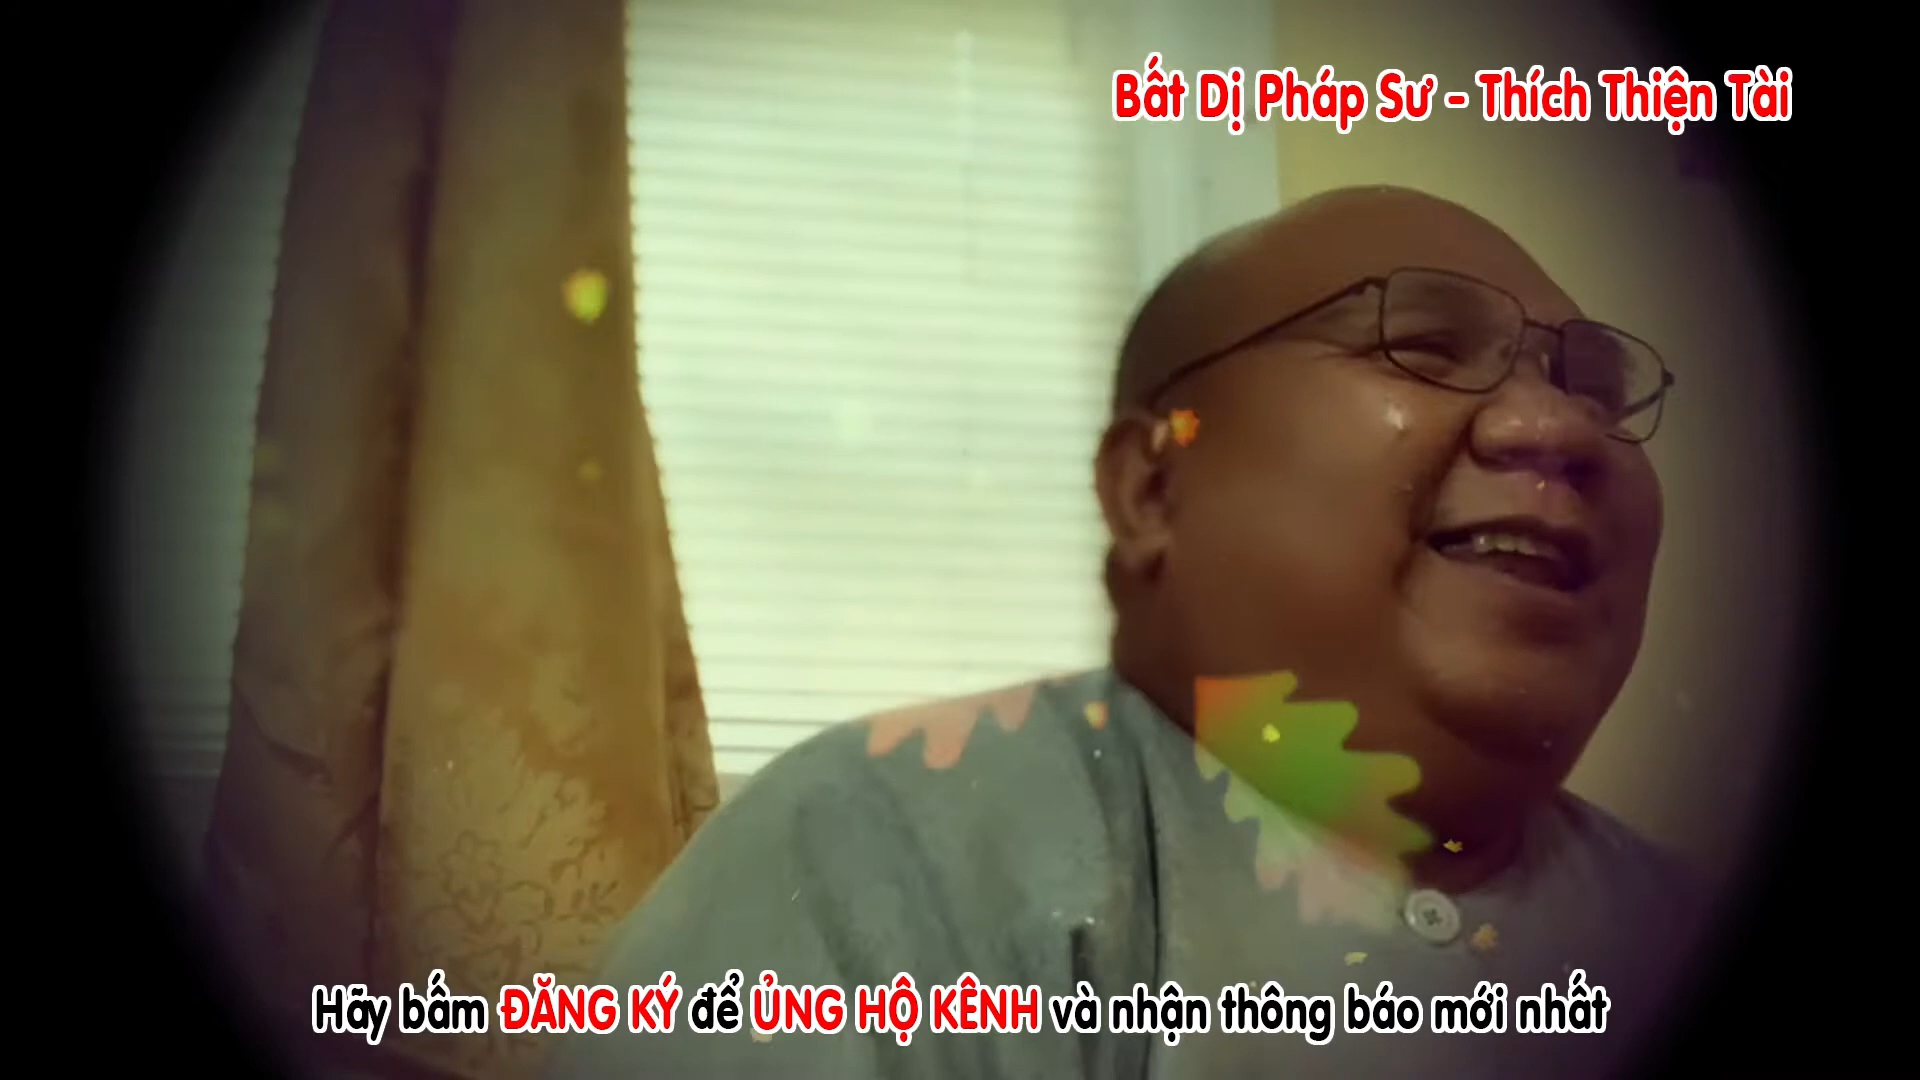 Bất Dị Pháp Sư - Thích Thiện Tài
Hãy bấm ĐĂNG KÝ để ỦNG HỘ KÊNH và nhận thông báo mới nhất